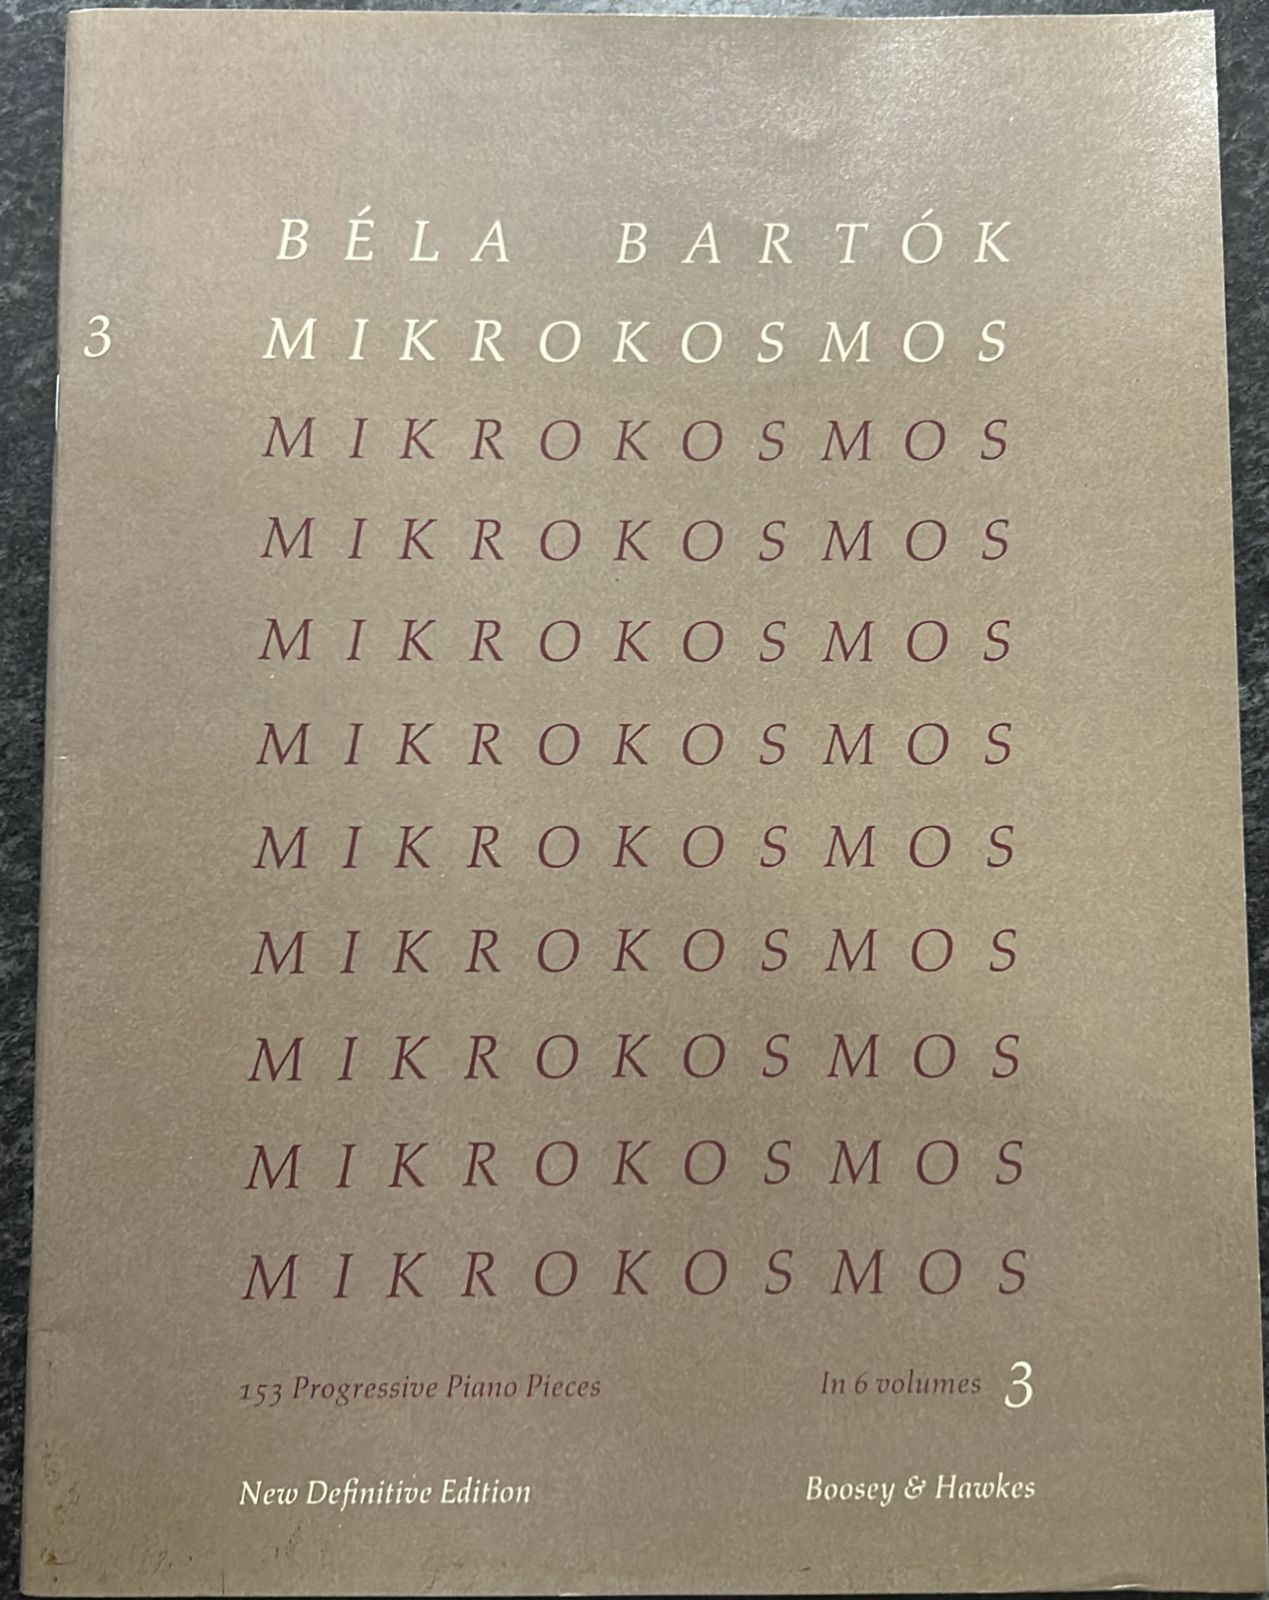 BÉLA BARTÓK
3 MIKROKOSMOS
MIKROKOSMOS
MIKROKOSMOS
MIKROKOSMOS
MIKROKOSMOS
MIKROKOSMOS
MIKROKOSMOS
MIKROKOSMOS
MIKROKOSMOS
MIKROKOSMOS
153 Progressive Piano Pieces In 6 volumes 3
New Definitive Edition Boosey & Hawkes